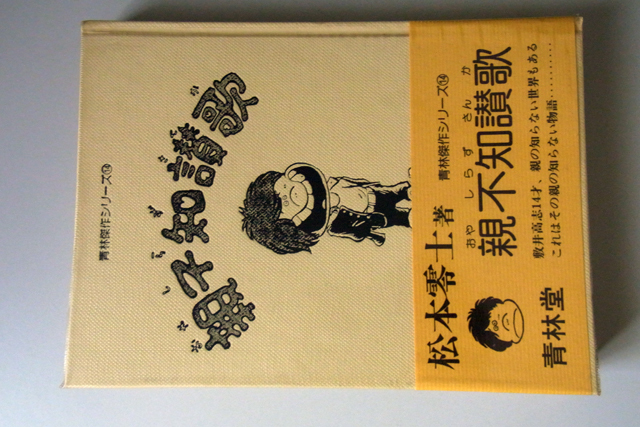 青林傑作シリーズ⑭
親不知讃歌
松本零士著
青林傑作シリーズ⑭
おや しらず さんか
親不知讃歌
敷井高志14才、親の知らない世界もある
これはその親の知らない物語…………
青林堂